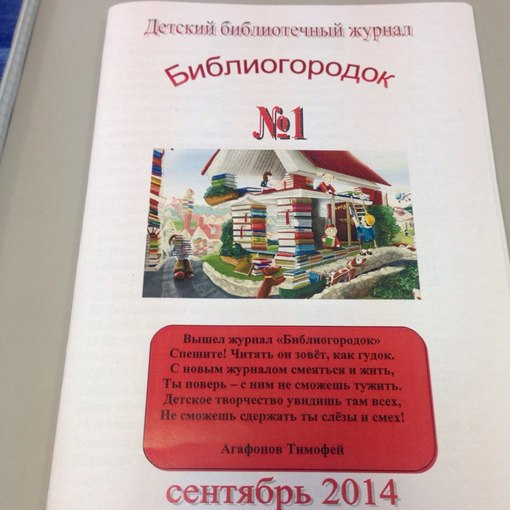 Детский библиотечный журнал
Библиогородок
№1
Вышел журнал «Библиогородок»
Спешите! Читать он зовёт, как гудок.
С новым журналом смеяться и жить,
Ты поверь – с ним не сможешь тужить.
Детское творчество увидишь там всех,
Не сможешь сдержать ты слёзы и смех!
Агафонов Тимофей
сентябрь 2014